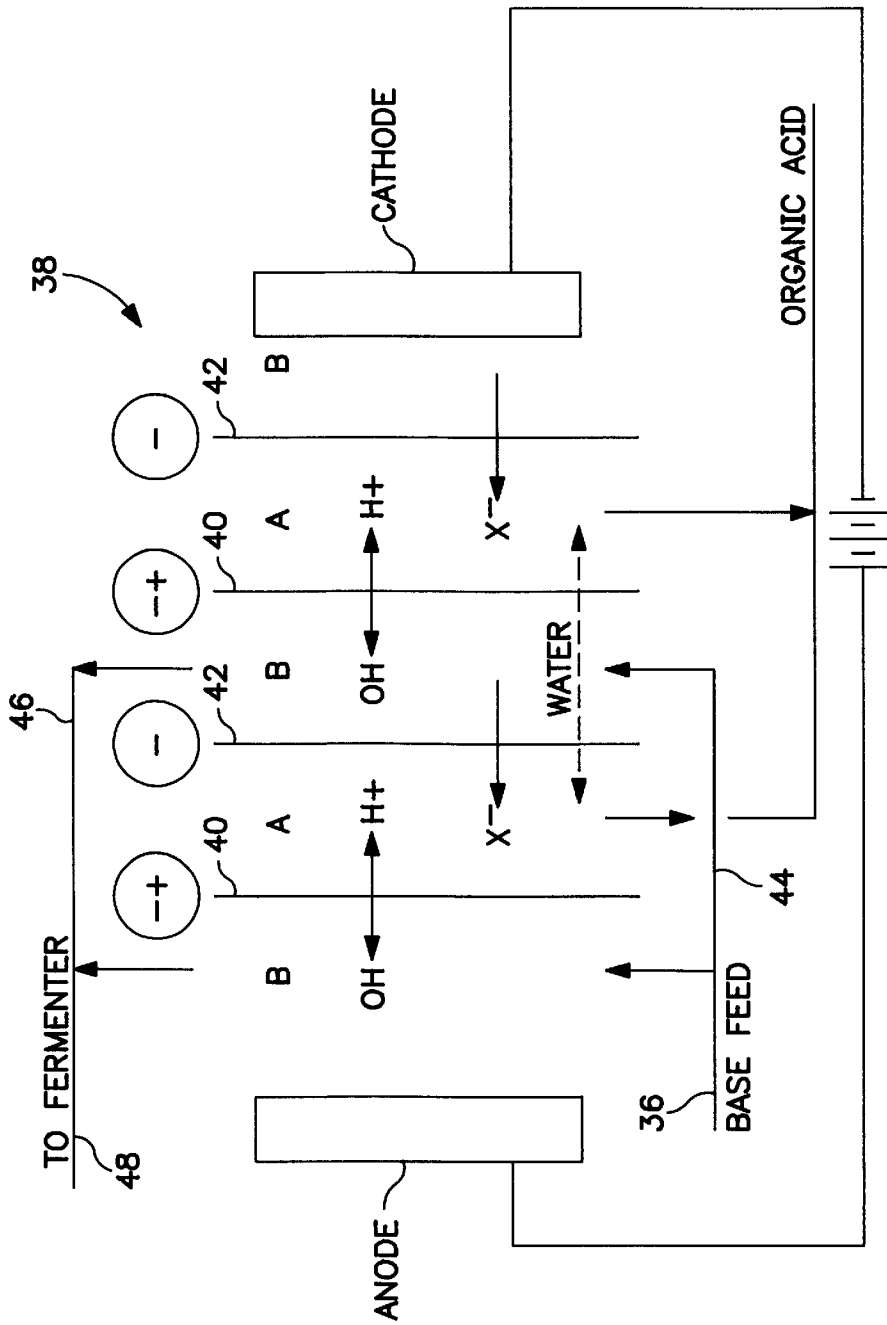 46
38
TO FERMENTER
48
-+ - -+ -
40 42 40 42
B A B A B
OH H+ OH H+
CATHODE
ANODE
X⁻ X⁻
WATER
36
BASE FEED
44
ORGANIC ACID